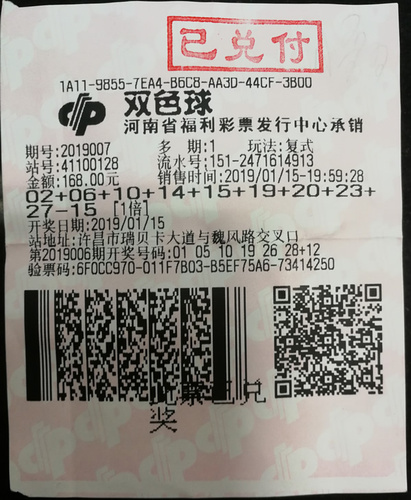 已兑付
1A11-9855-7EA4-B6C8-AA3D-44CF-3B00
双色球
河南省福利彩票发行中心承销
期号:2019007 多 期:1 玩法:复式
站号:41100128 流水号:151-2471614913
金额:168.00元 销售时间:2019/01/15-19:59:28
02+06+10+14+15+19+20+23+
27-15 [1倍]
开奖日期:2019/01/15
站地址:许昌市瑞贝卡大道与魏风路交叉口
第2019006期开奖号码:01 05 10 19 26 28+12
验票码:6F0CC970-011F7B03-B5EF75A6-73414250
此票已兑
奖